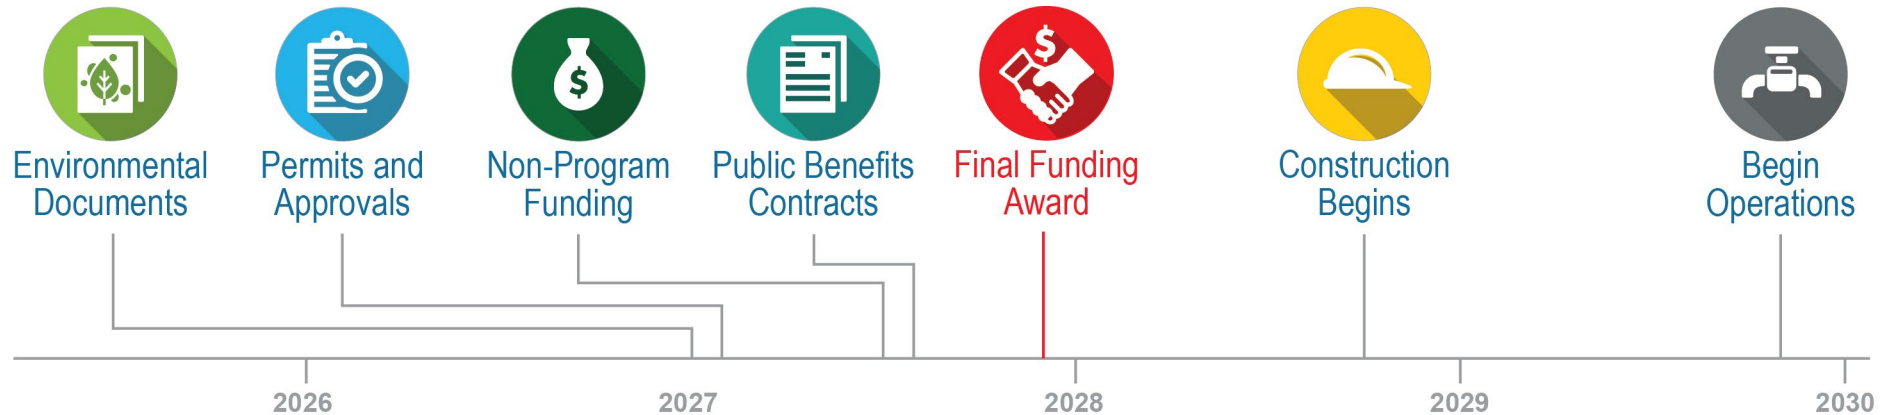 Environmental
Documents
Permits and
Approvals
Non-Program
Funding
Public Benefits
Contracts
Final Funding
Award
Construction
Begins
Begin
Operations
$
$
2026
2027
2028
2029
2030